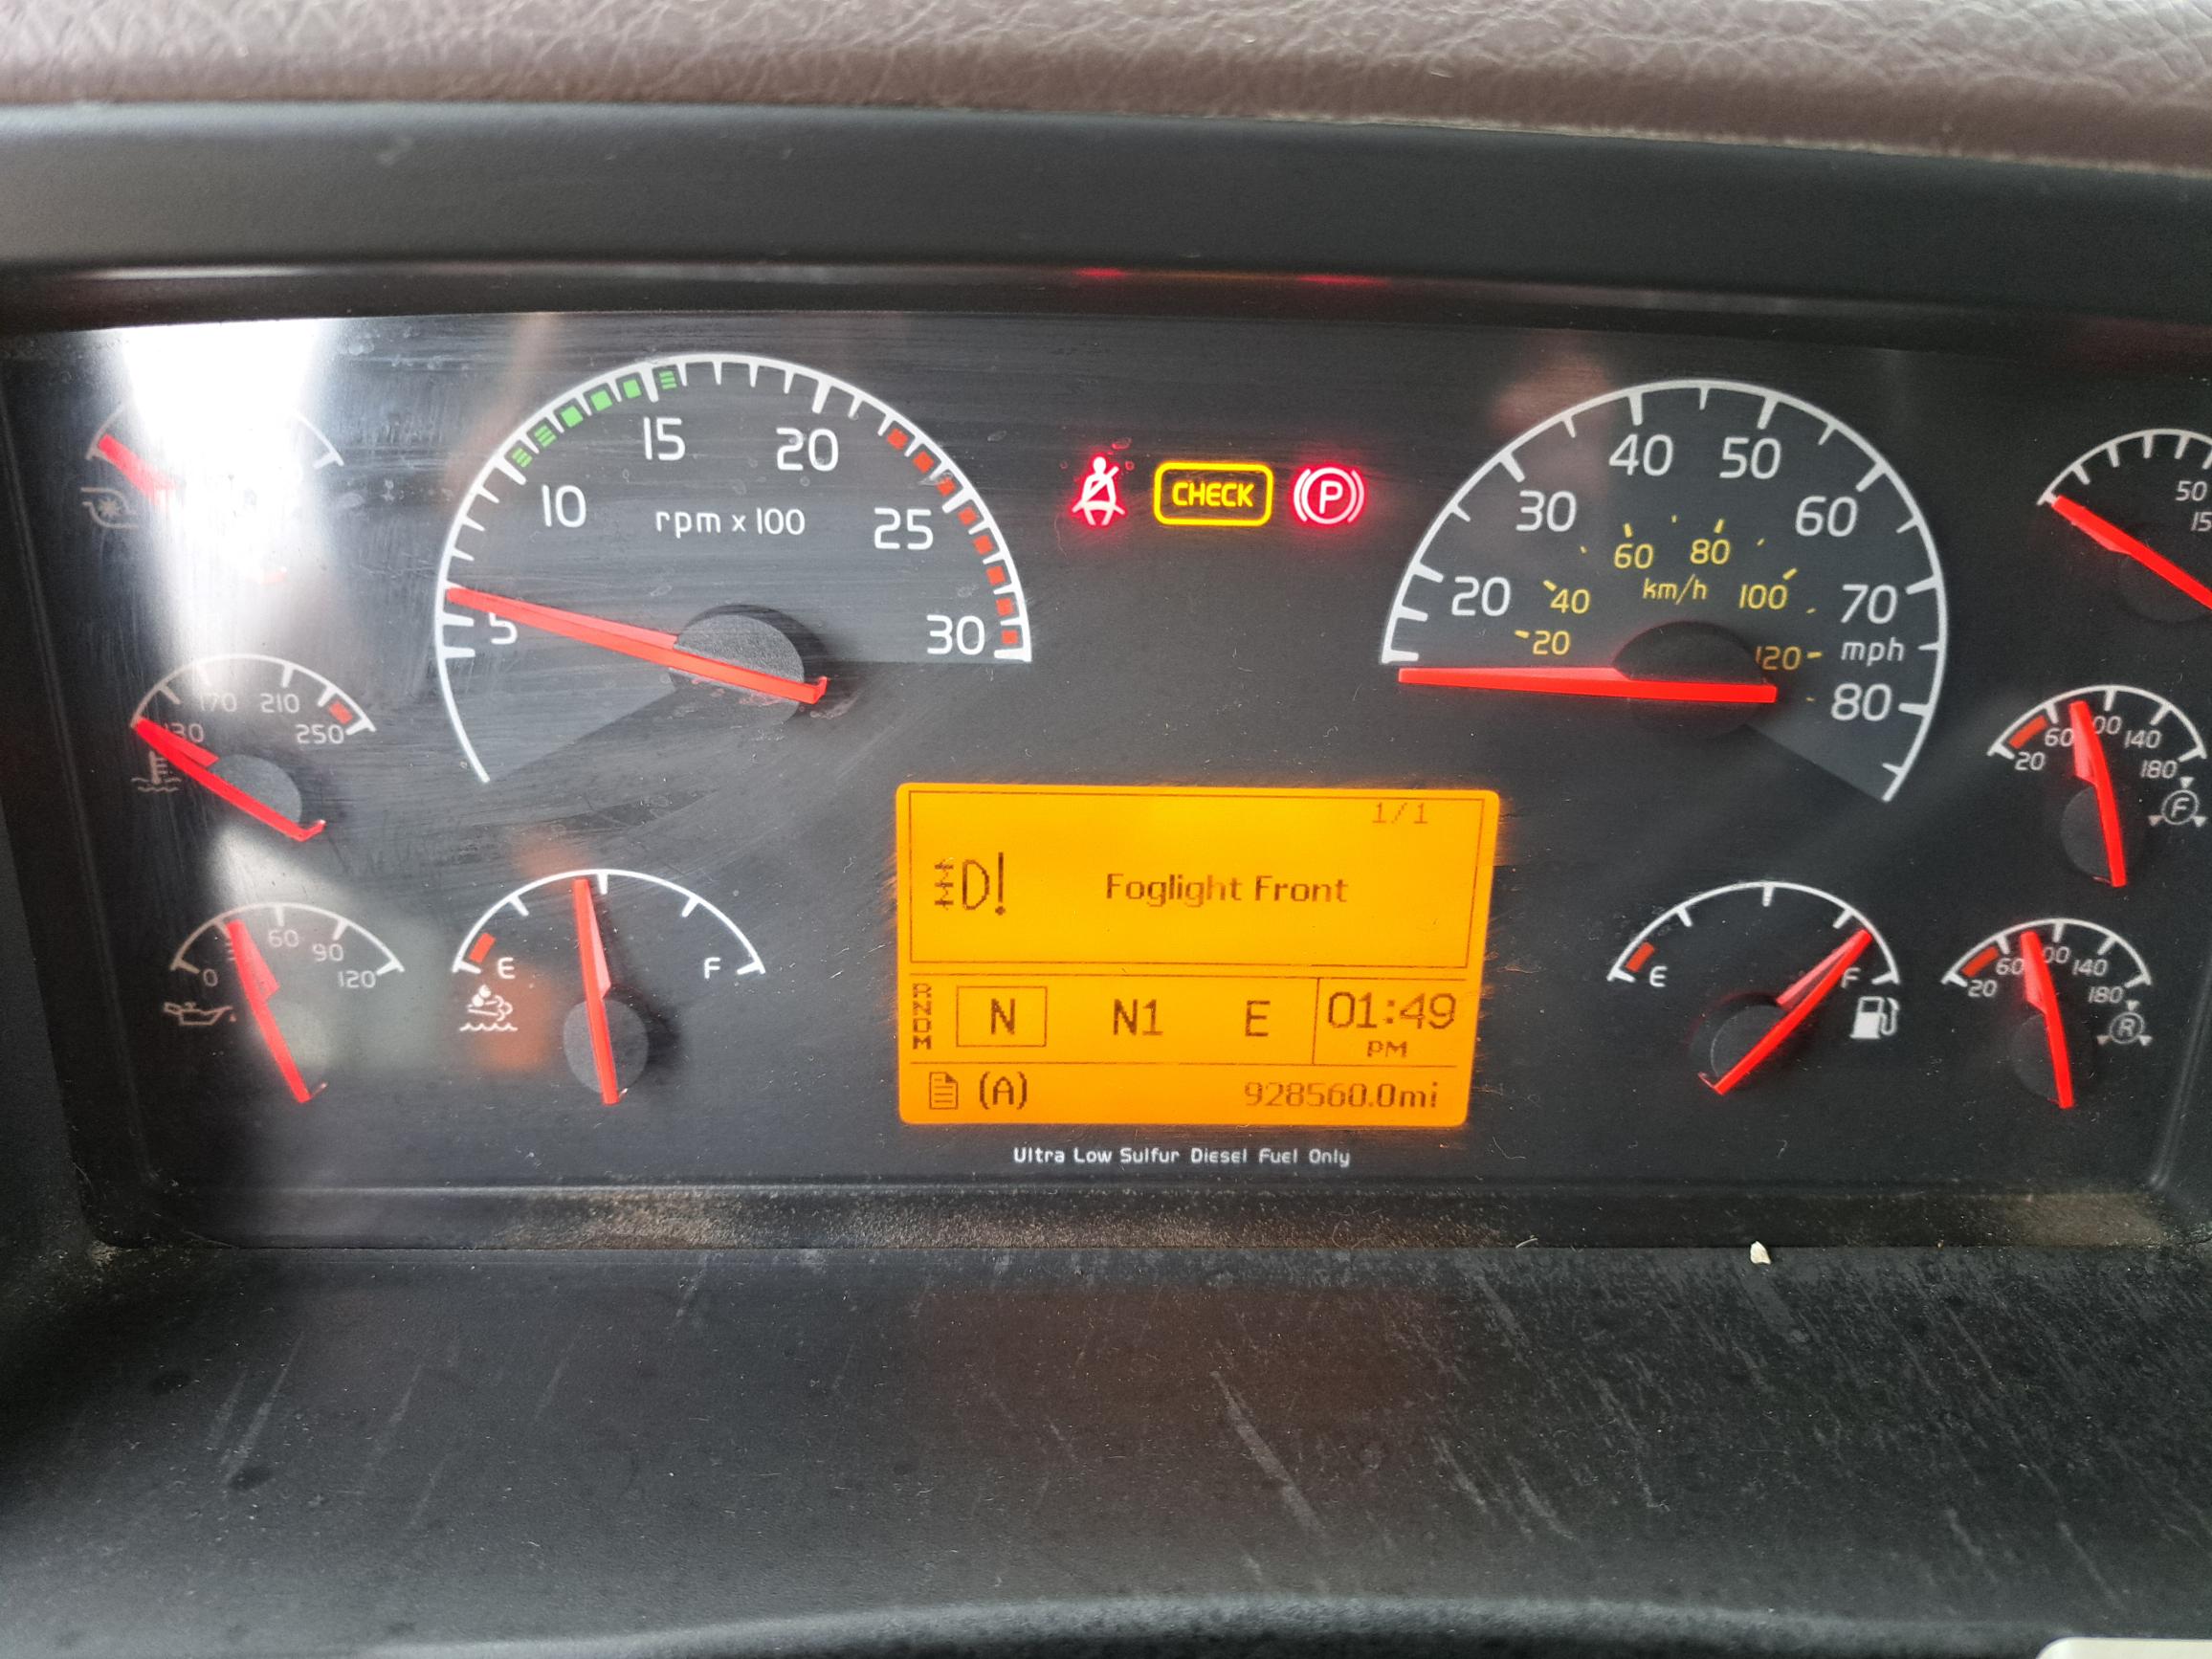 15
20
10
rpm x 100
25
5
30
CHECK
P
40
50
30
60
60
80
20
40
km/h
100
70
20
mph
120
80
50
170
210
130
250
60
90
0
120
E
F
1/1
Foglight Front
RNDM
N
N1
E
01:49
PM
(A)
928560.0mi
Ultra Low Sulfur Diesel Fuel Only
E
F
60
140
20
180
F
60
140
20
180
R